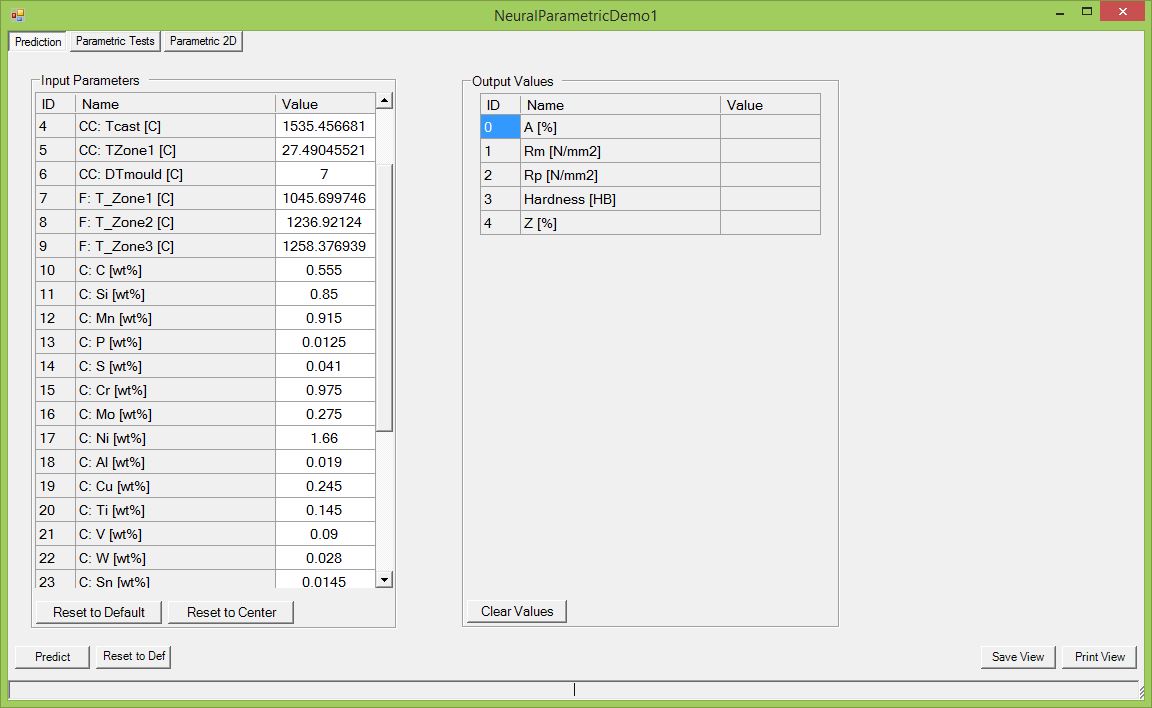 NeuralParametricDemo1
Prediction Parametric Tests Parametric 2D
Input Parameters
ID Name Value
4 CC: Tcast [C] 1535.456681
5 CC: TZone1 [C] 27.49045521
6 CC: DTmould [C] 7
7 F: T_Zone1 [C] 1045.699746
8 F: T_Zone2 [C] 1236.92124
9 F: T_Zone3 [C] 1258.376939
10 C: C [wt%] 0.555
11 C: Si [wt%] 0.85
12 C: Mn [wt%] 0.915
13 C: P [wt%] 0.0125
14 C: S [wt%] 0.041
15 C: Cr [wt%] 0.975
16 C: Mo [wt%] 0.275
17 C: Ni [wt%] 1.66
18 C: Al [wt%] 0.019
19 C: Cu [wt%] 0.245
20 C: Ti [wt%] 0.145
21 C: V [wt%] 0.09
22 C: W [wt%] 0.028
23 C: Sn [wt%] 0.0145
Reset to Default Reset to Center
Output Values
ID Name Value
0 A [%]
1 Rm [N/mm2]
2 Rp [N/mm2]
3 Hardness [HB]
4 Z [%]
Clear Values
Predict Reset to Def Save View Print View